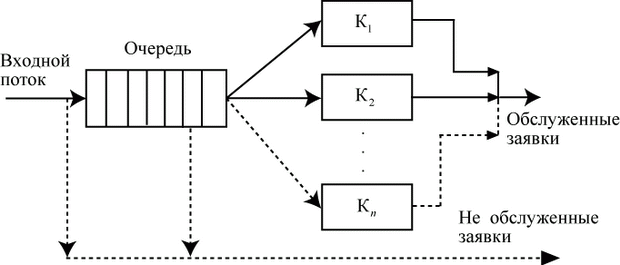 Входной
поток
Очередь
К1
К2
Кn
Обслуженные
заявки
Не обслуженные
заявки